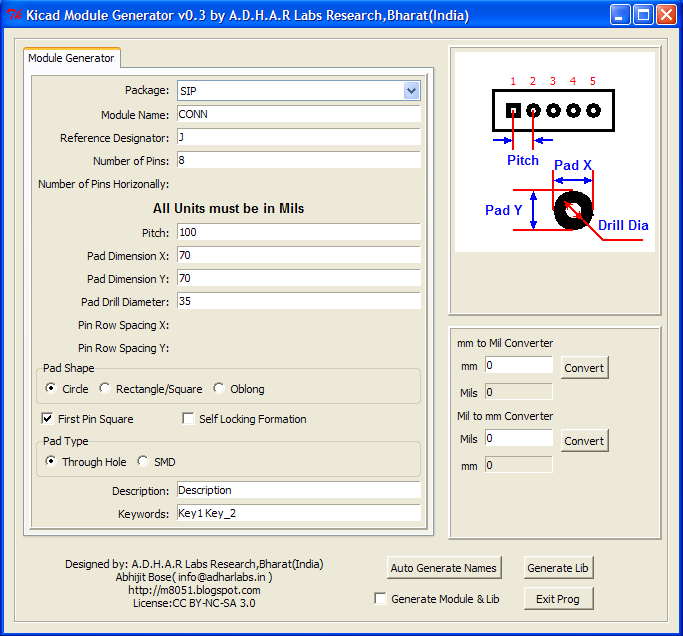 Kicad Module Generator v0.3 by A.D.H.A.R Labs Research,Bharat(India)
Module Generator
Package: SIP
Module Name: CONN
Reference Designator: J
Number of Pins: 8
Number of Pins Horizonally:
All Units must be in Mils
Pitch: 100
Pad Dimension X: 70
Pad Dimension Y: 70
Pad Drill Diameter: 35
Pin Row Spacing X:
Pin Row Spacing Y:
Pad Shape
Circle Rectangle/Square Oblong
First Pin Square Self Locking Formation
Pad Type
Through Hole SMD
Description: Description
Keywords: Key1 Key_2
1 2 3 4 5
Pitch
Pad X
Pad Y
Drill Dia
mm to Mil Converter
mm 0 Convert
Mils 0
Mil to mm Converter
Mils 0 Convert
mm 0
Designed by: A.D.H.A.R Labs Research,Bharat(India)
Abhijit Bose( info@adharlabs.in )
http://m8051.blogspot.com
License:CC BY-NC-SA 3.0
Auto Generate Names Generate Lib
Generate Module & Lib Exit Prog